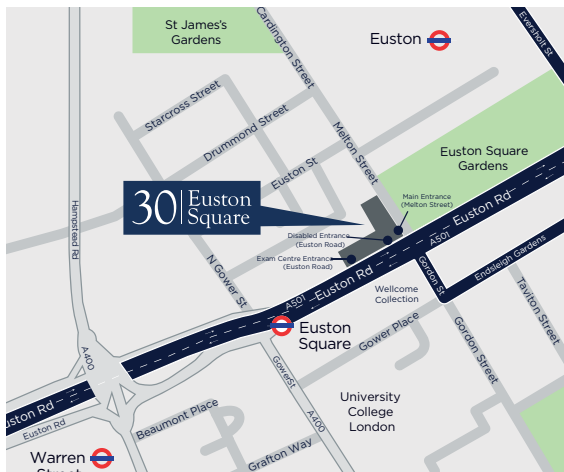 St James's
Gardens
Cardington Street
Euston
Eversholt St
Starcross Street
Drummond Street
Melton Street
Euston St
Euston Square
Gardens
30 Euston
Square
Main Entrance
(Melton Street)
Disabled Entrance
(Euston Road)
Exam Centre Entrance
(Euston Road)
Euston Rd
A501
Hampstead Rd
N Gower St
Euston Rd
A501
Gordon St
Endsleigh Gardens
Wellcome
Collection
Taviton Street
Euston
Square
Gower Place
Gordon Street
A400
Gower St
A400
University
College
London
Euston Rd
Euston Rd
Beaumont Place
Grafton Way
Warren
Street